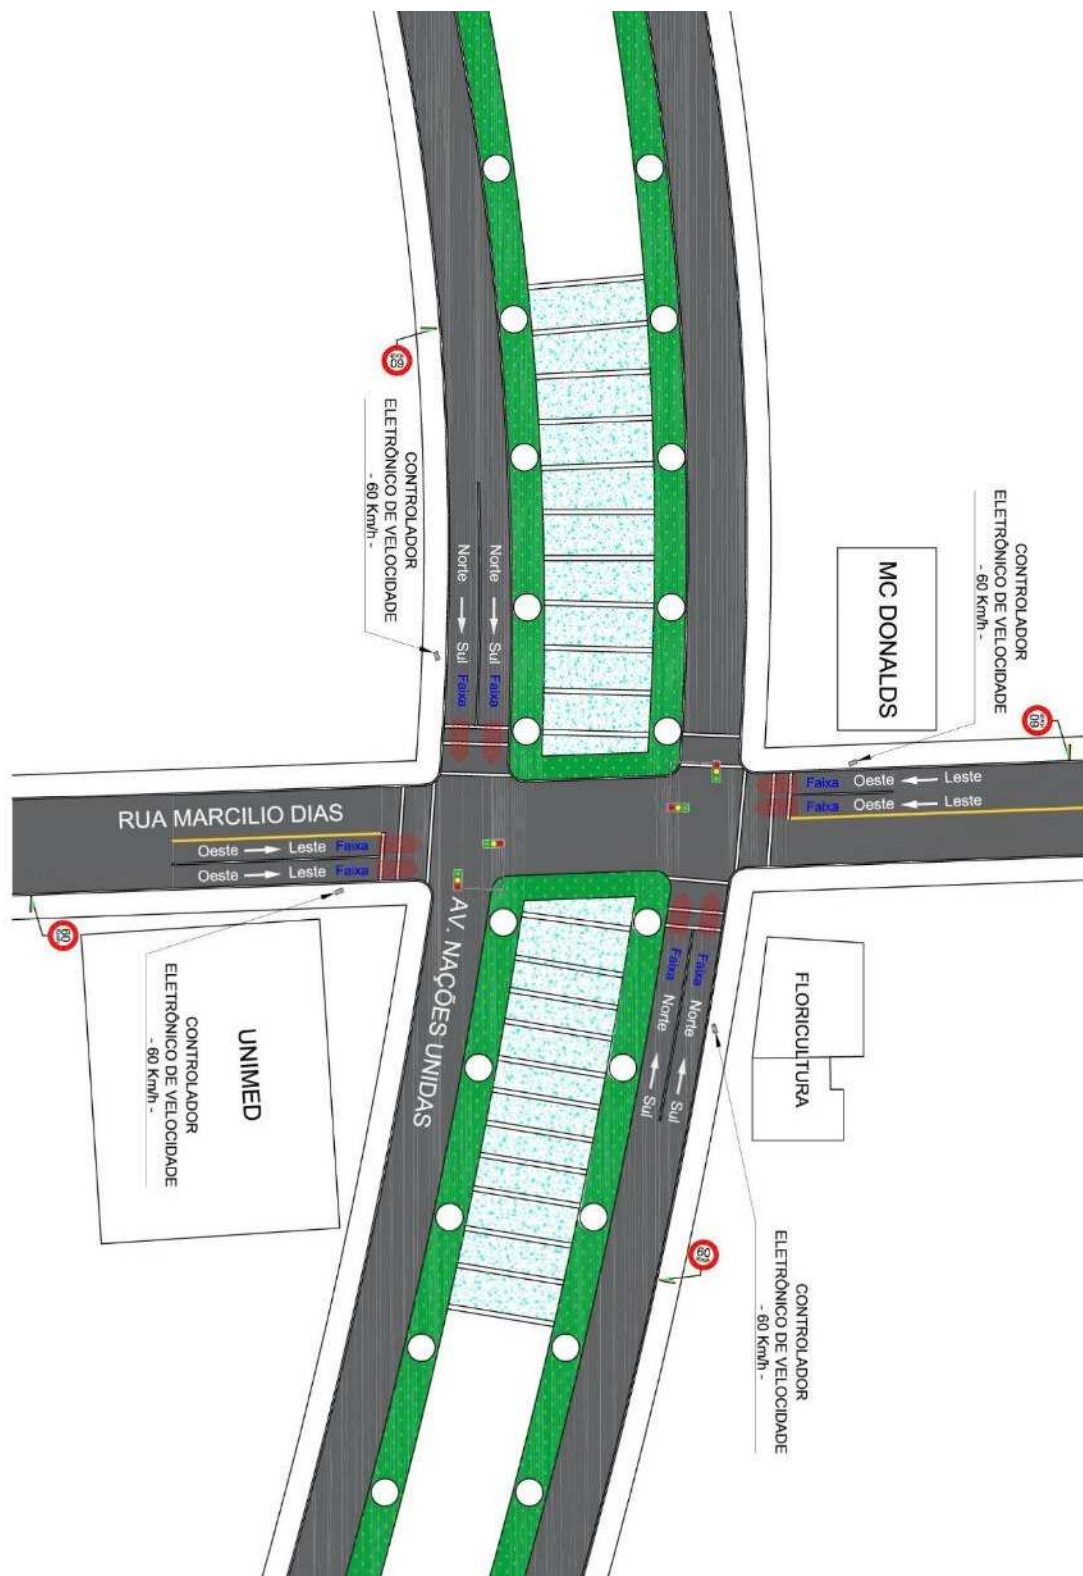 CONTROLADOR
ELETRÔNICO DE VELOCIDADE
- 60 Km/h -
60
CONTROLADOR
ELETRÔNICO DE VELOCIDADE
- 60 Km/h -
MC DONALDS
60
Norte Sul Faixa
Norte Sul Faixa
Faixa Oeste Leste
Faixa Oeste Leste
RUA MARCILIO DIAS
Oeste Leste Faixa
Oeste Leste Faixa
60
AV. NAÇÕES UNIDAS
Faixa Norte Sul
Faixa Norte Sul
FLORICULTURA
UNIMED
CONTROLADOR
ELETRÔNICO DE VELOCIDADE
- 60 Km/h -
60
CONTROLADOR
ELETRÔNICO DE VELOCIDADE
- 60 Km/h -